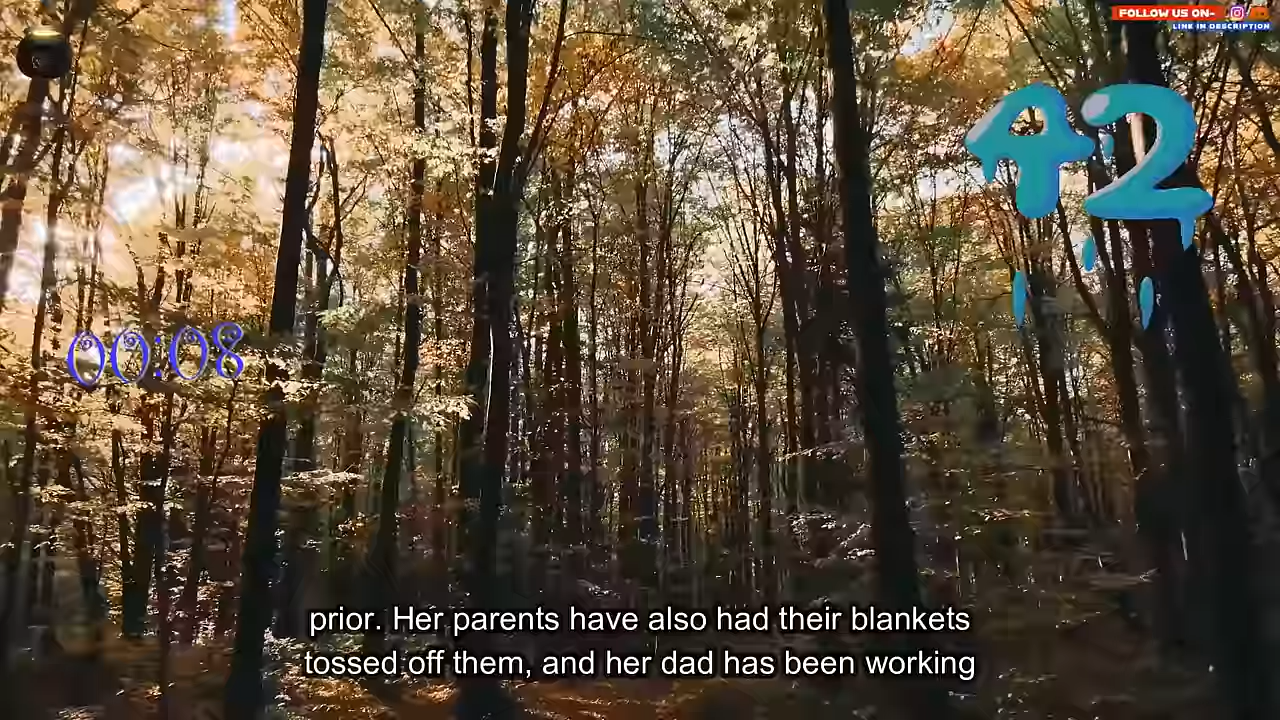 FOLLOW US ON-
LINK IN DESCRIPTION
42
00:08
prior. Her parents have also had their blankets
tossed off them, and her dad has been working